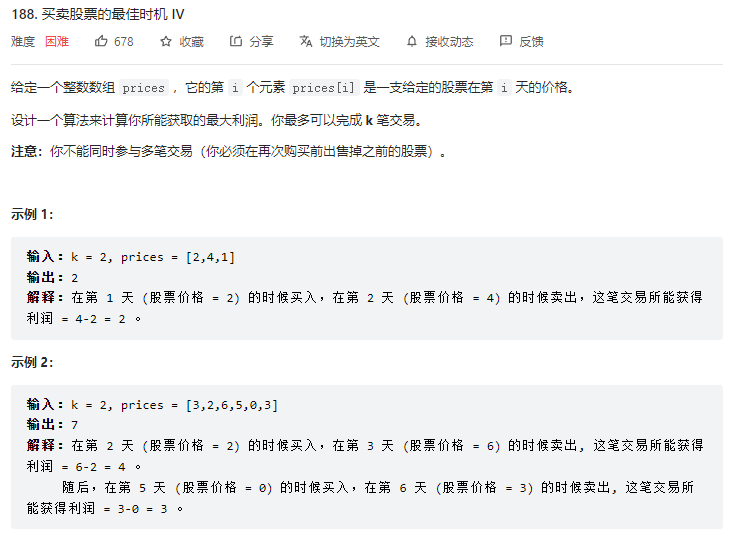 188. 买卖股票的最佳时机 IV
难度 困难 678 收藏 分享 切换为英文 接收动态 反馈
给定一个整数数组 prices ，它的第 i 个元素 prices[i] 是一支给定的股票在第 i 天的价格。
设计一个算法来计算你所能获取的最大利润。你最多可以完成 k 笔交易。
注意：你不能同时参与多笔交易（你必须在再次购买前出售掉之前的股票）。
示例 1：
输入：k = 2, prices = [2,4,1]
输出：2
解释：在第 1 天 (股票价格 = 2) 的时候买入，在第 2 天 (股票价格 = 4) 的时候卖出，这笔交易所能获得
利润 = 4-2 = 2 。
示例 2：
输入：k = 2, prices = [3,2,6,5,0,3]
输出：7
解释：在第 2 天 (股票价格 = 2) 的时候买入，在第 3 天 (股票价格 = 6) 的时候卖出, 这笔交易所能获得
利润 = 6-2 = 4 。
随后，在第 5 天 (股票价格 = 0) 的时候买入，在第 6 天 (股票价格 = 3) 的时候卖出, 这笔交易所
能获得利润 = 3-0 = 3 。